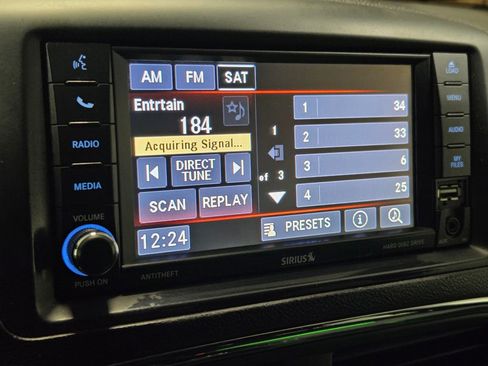 AM FM SAT
LOAD
Entrtain
184
Acquiring Signal...
DIRECT
TUNE
SCAN REPLAY
12:24
1
of 3
1 34
2 33
3 6
4 25
PRESETS
RADIO
MEDIA
VOLUME
PUSH ON
MENU
AUDIO
MY
FILES
ANTITHEFT
SIRIUS
HARD DISC DRIVE